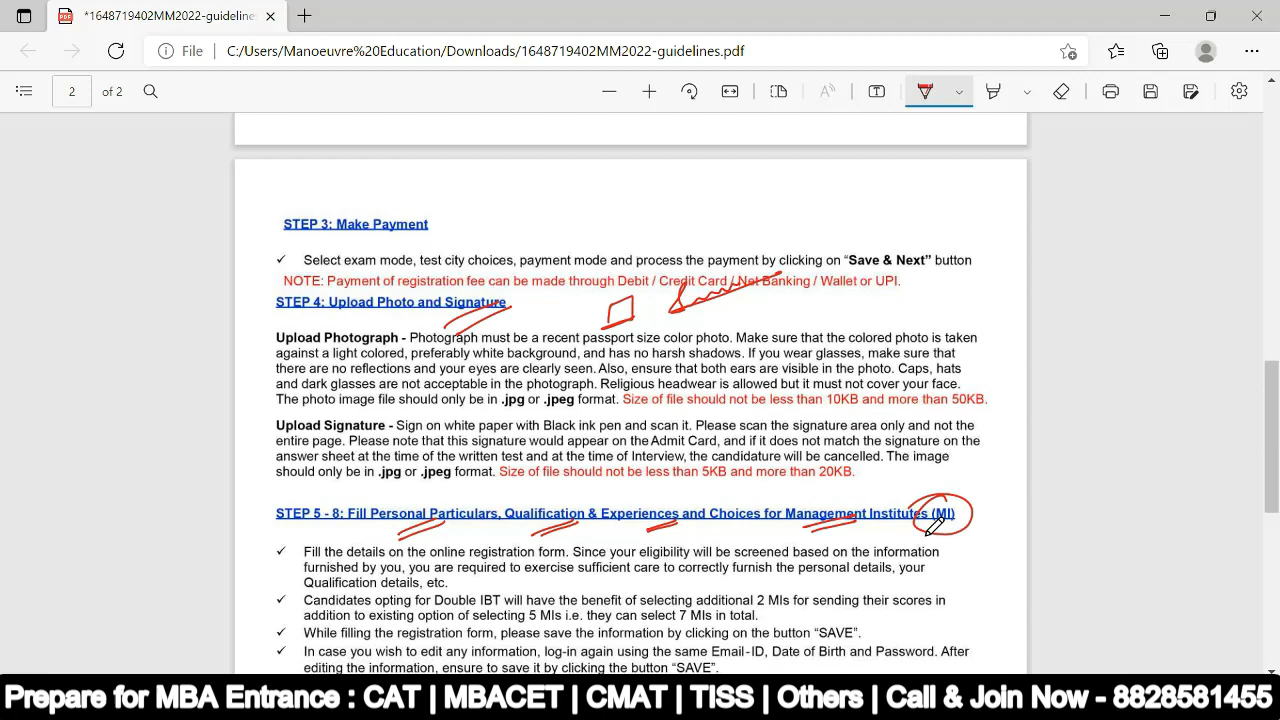 *1648719402MM2022-guidelines
File
C:/Users/Manoeuvre%20Education/Downloads/1648719402MM2022-guidelines.pdf
2 of 2
STEP 3: Make Payment
✓ Select exam mode, test city choices, payment mode and process the payment by clicking on “Save & Next” button
NOTE: Payment of registration fee can be made through Debit / Credit Card / Net Banking / Wallet or UPI.
STEP 4: Upload Photo and Signature
Upload Photograph - Photograph must be a recent passport size color photo. Make sure that the colored photo is taken
against a light colored, preferably white background, and has no harsh shadows. If you wear glasses, make sure that
there are no reflections and your eyes are clearly seen. Also, ensure that both ears are visible in the photo. Caps, hats
and dark glasses are not acceptable in the photograph. Religious headwear is allowed but it must not cover your face.
The photo image file should only be in .jpg or .jpeg format. Size of file should not be less than 10KB and more than 50KB.
Upload Signature - Sign on white paper with Black ink pen and scan it. Please scan the signature area only and not the
entire page. Please note that this signature would appear on the Admit Card, and if it does not match the signature on the
answer sheet at the time of the written test and at the time of Interview, the candidature will be cancelled. The image
should only be in .jpg or .jpeg format. Size of file should not be less than 5KB and more than 20KB.
STEP 5 - 8: Fill Personal Particulars, Qualification & Experiences and Choices for Management Institutes (MI)
✓ Fill the details on the online registration form. Since your eligibility will be screened based on the information
furnished by you, you are required to exercise sufficient care to correctly furnish the personal details, your
Qualification details, etc.
✓ Candidates opting for Double IBT will have the benefit of selecting additional 2 MIs for sending their scores in
addition to existing option of selecting 5 MIs i.e. they can select 7 MIs in total.
✓ While filling the registration form, please save the information by clicking on the button “SAVE”.
✓ In case you wish to edit any information, log-in again using the same Email-ID, Date of Birth and Password. After
editing the information, ensure to save it by clicking the button “SAVE”.
Prepare for MBA Entrance : CAT | MBACET | CMAT | TISS | Others | Call & Join Now - 8828581455